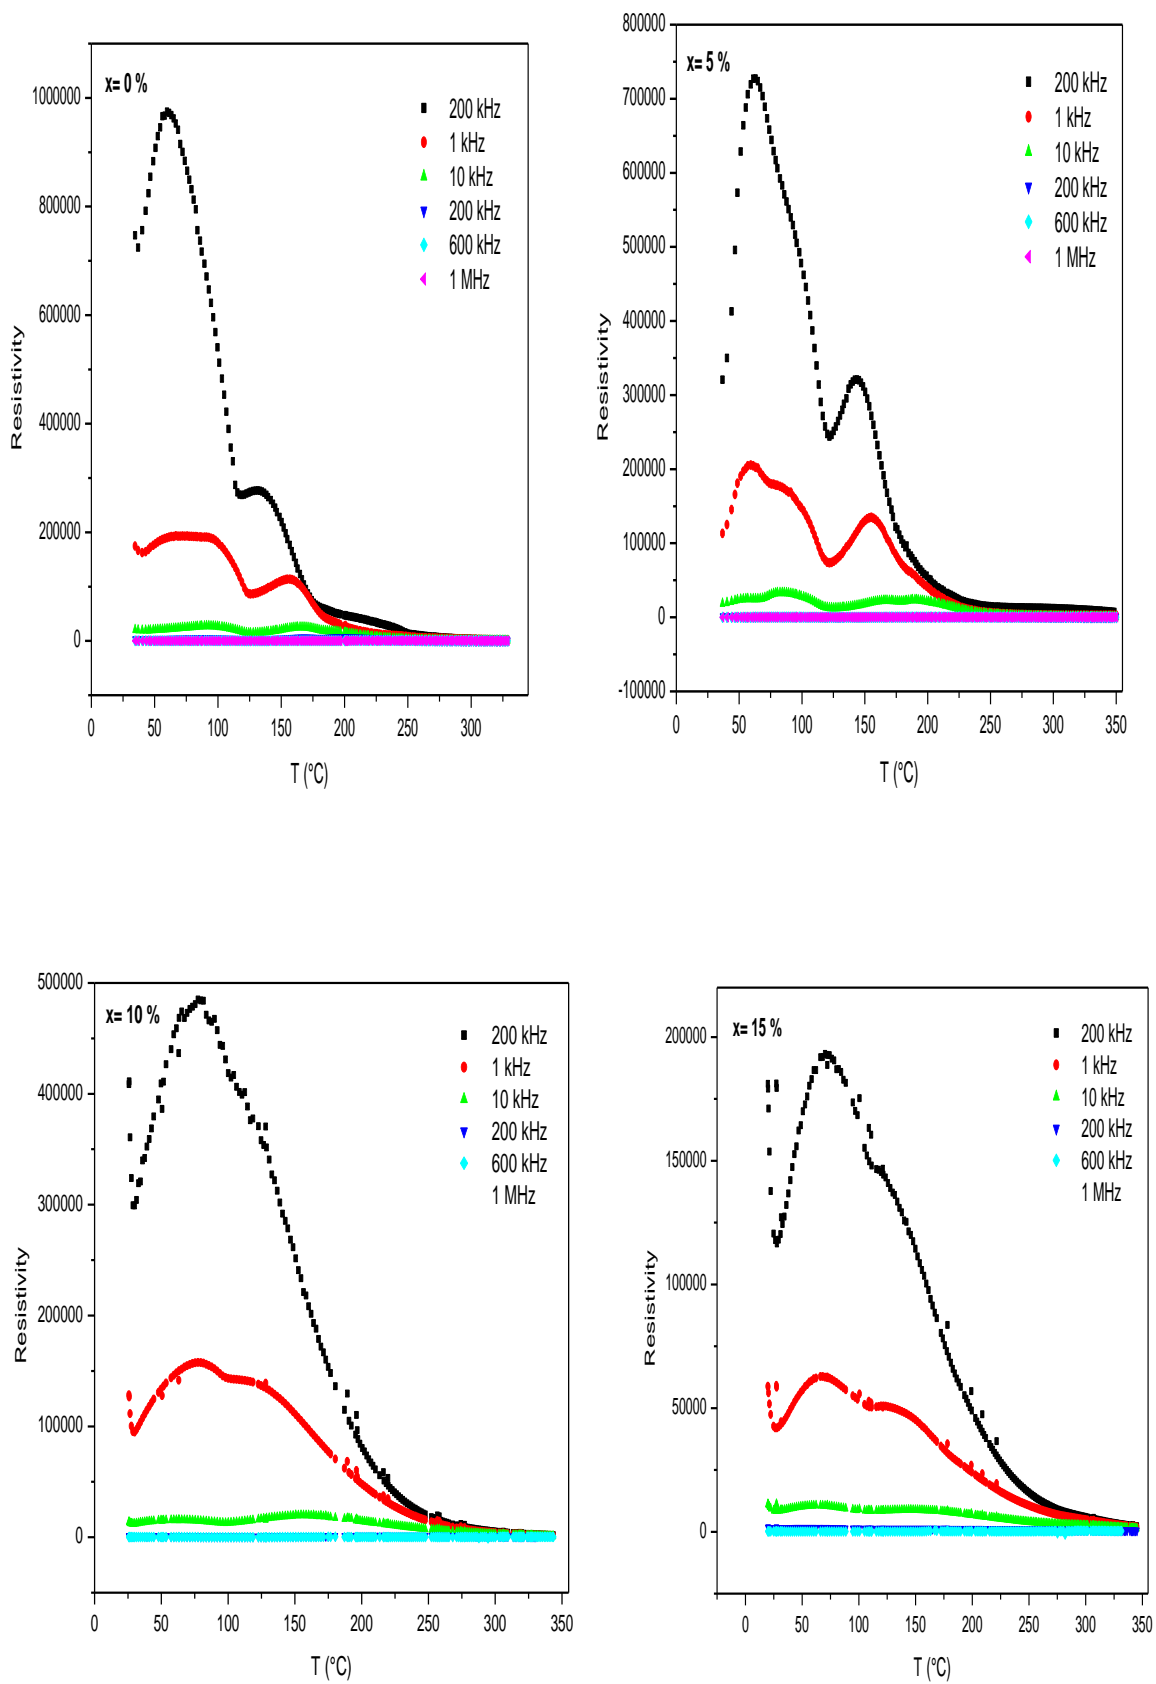 x= 0 %
200 kHz
1 kHz
10 kHz
200 kHz
600 kHz
1 MHz
1000000
800000
600000
400000
200000
0
Resistivity
0 50 100 150 200 250 300
T (°C)
x= 5 %
200 kHz
1 kHz
10 kHz
200 kHz
600 kHz
1 MHz
800000
700000
600000
500000
400000
300000
200000
100000
0
-100000
Resistivity
0 50 100 150 200 250 300 350
T (°C)
x= 10 %
200 kHz
1 kHz
10 kHz
200 kHz
600 kHz
1 MHz
500000
400000
300000
200000
100000
0
Resistivity
0 50 100 150 200 250 300 350
T (°C)
x= 15 %
200 kHz
1 kHz
10 kHz
200 kHz
600 kHz
1 MHz
200000
150000
100000
50000
0
Resistivity
0 50 100 150 200 250 300 350
T (°C)